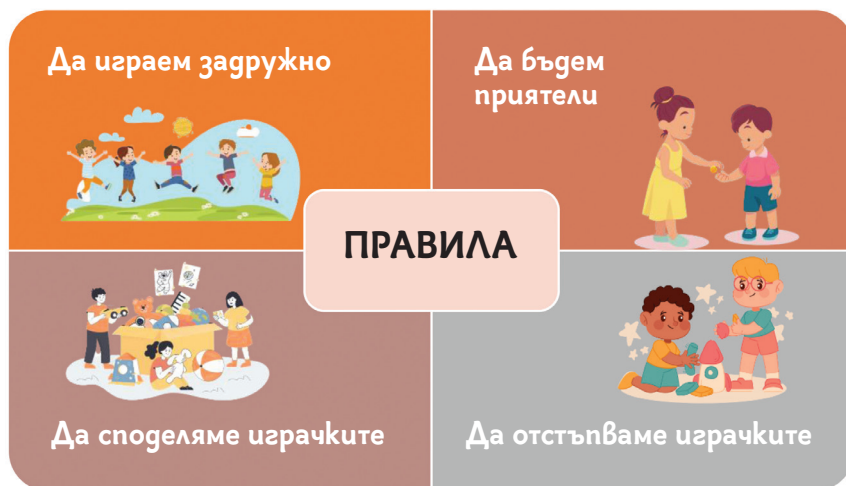 Да играем задружно
Да бъдем
приятели
ПРАВИЛА
Да споделяме играчките
Да отстъпваме играчките